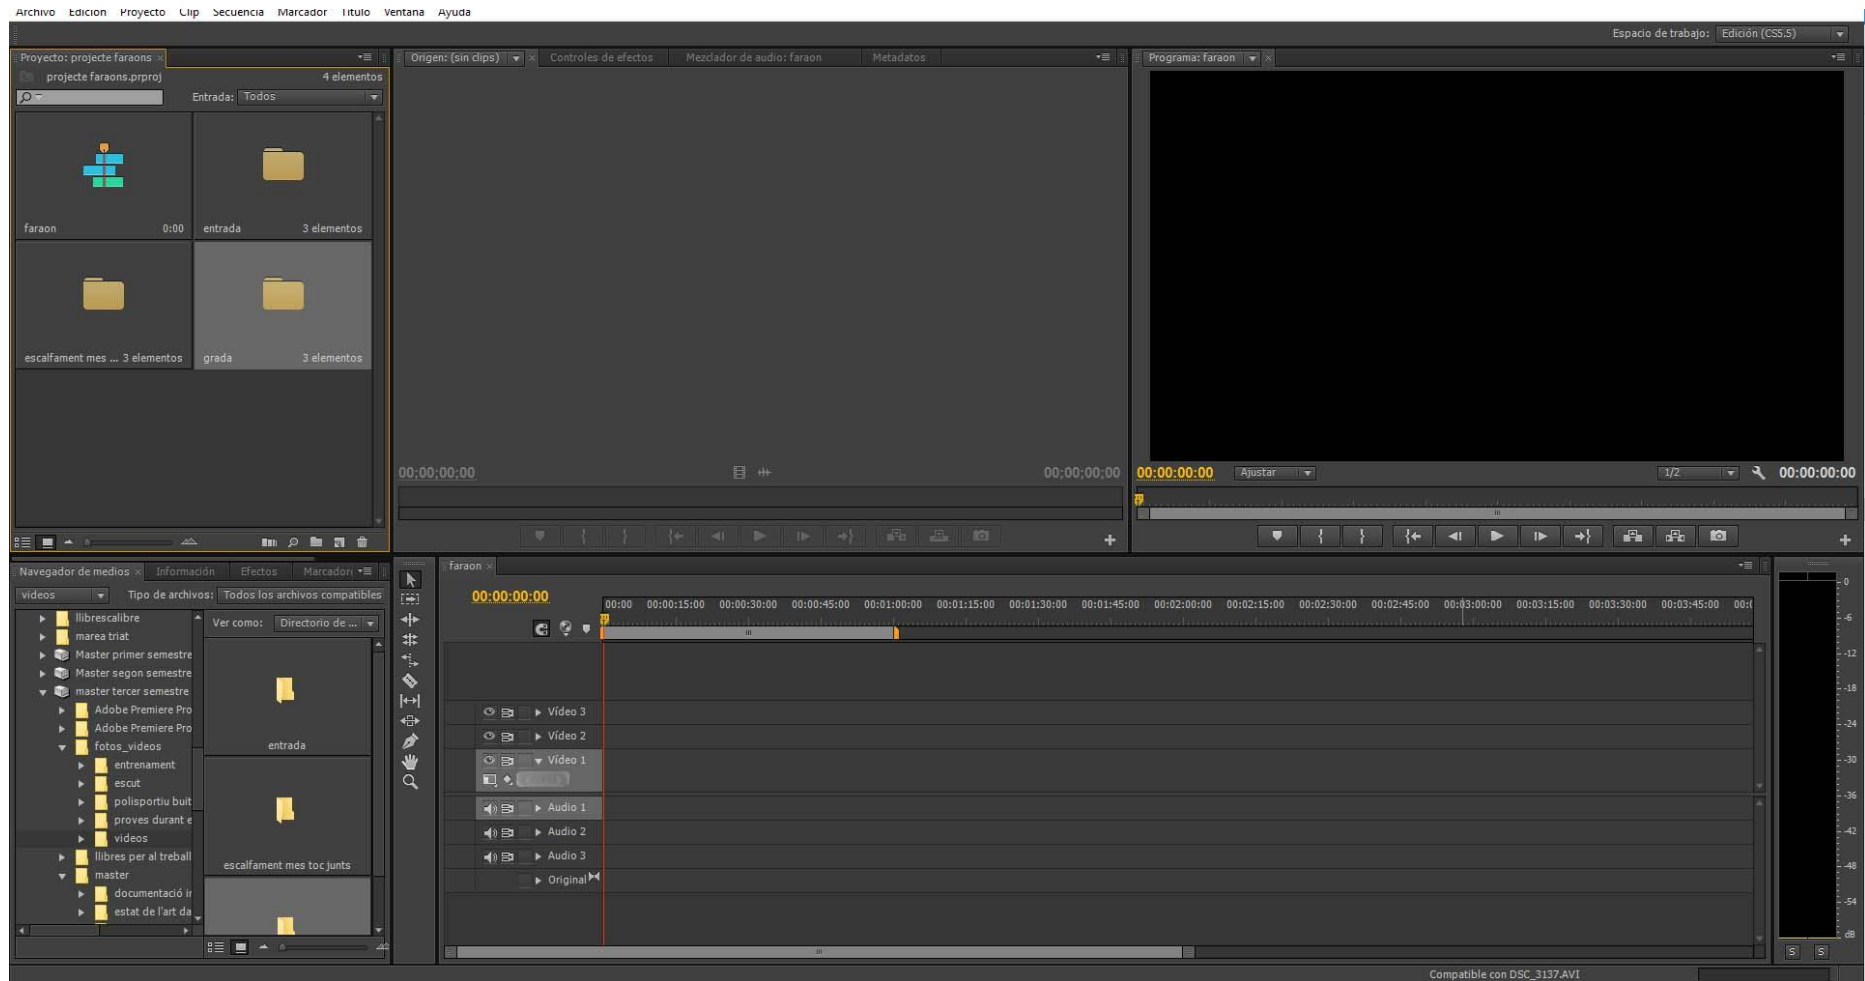 Archivo Edición Proyecto Clip Secuencia Marcador Título Ventana Ayuda
Espacio de trabajo: Edición (CS5.5)
Proyecto: projecte faraons
projecte faraons.prproj 4 elementos
Entrada: Todos
faraon 0:00
entrada 3 elementos
escalfament mes ... 3 elementos
grada 3 elementos
Origen: (sin clips) Controles de efectos Mezclador de audio: faraon Metadatos
00;00;00;00 00;00;00;00
Programa: faraon
00:00:00:00 Ajustar 1/2 00:00:00:00
Navegador de medios Información Efectos Marcador
videos Tipo de archivos: Todos los archivos compatibles
Ver como: Directorio de ...
llibrescalibre
marea triat
Master primer semestre
Master segon semestre
master tercer semestre
Adobe Premiere Pro
Adobe Premiere Pro
fotos_videos
entrenament
escut
polisportiu buit
proves durant e
videos
llibres per al treball
master
documentació ir
estat de l'art da
entrada
escalfament mes toc junts
faraon
00:00:00:00
00:00 00:00:15:00 00:00:30:00 00:00:45:00 00:01:00:00 00:01:15:00 00:01:30:00 00:01:45:00 00:02:00:00 00:02:15:00 00:02:30:00 00:02:45:00 00:03:00:00 00:03:15:00 00:03:30:00 00:03:45:00 00:(
Vídeo 3
Vídeo 2
Vídeo 1
Audio 1
Audio 2
Audio 3
Original
0
-6
-12
-18
-24
-30
-36
-42
-48
-54
dB
S S
Compatible con DSC_3137.AVI